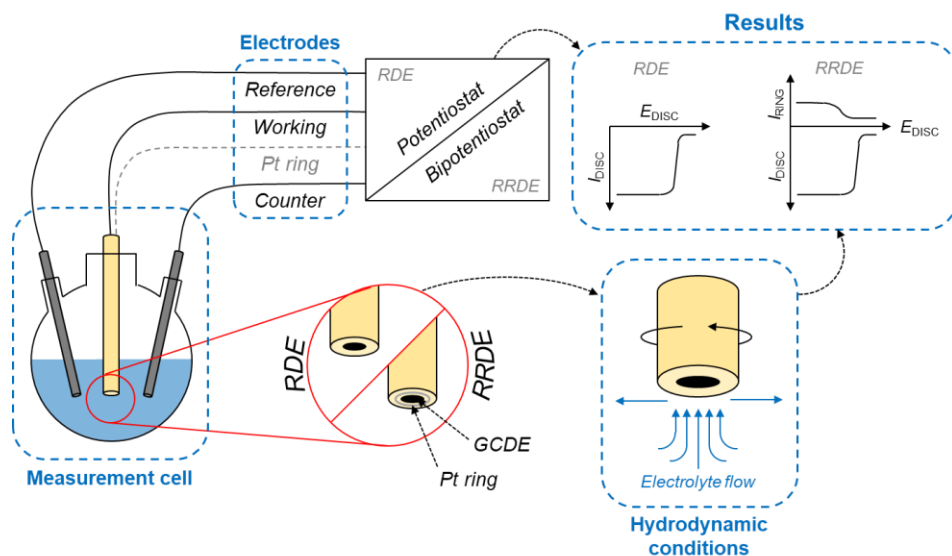 Electrodes
Reference
Working
Pt ring
Counter
RDE
Potentiostat
Bipotentiostat
RRDE
Results
RDE
E_DISC
I_DISC
RRDE
I_RING
E_DISC
I_DISC
Measurement cell
RDE
RRDE
GCDE
Pt ring
Electrolyte flow
Hydrodynamic
conditions